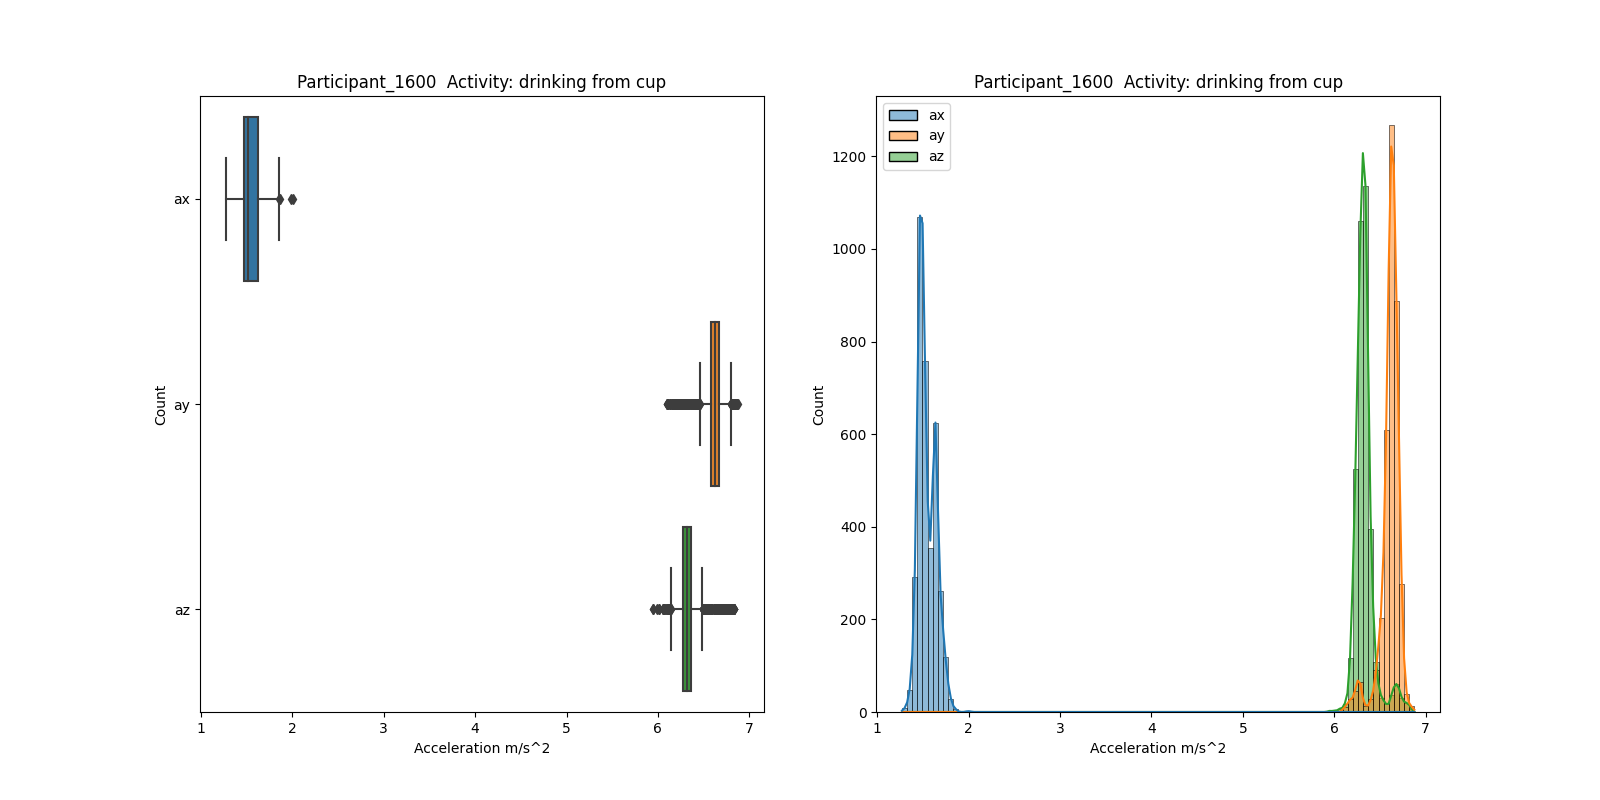 Participant_1600  Activity: drinking from cup
ax
ay
az
Count
1 2 3 4 5 6 7
Acceleration m/s^2
Participant_1600  Activity: drinking from cup
ax
ay
az
1200
1000
800
600
400
200
0
Count
1 2 3 4 5 6 7
Acceleration m/s^2